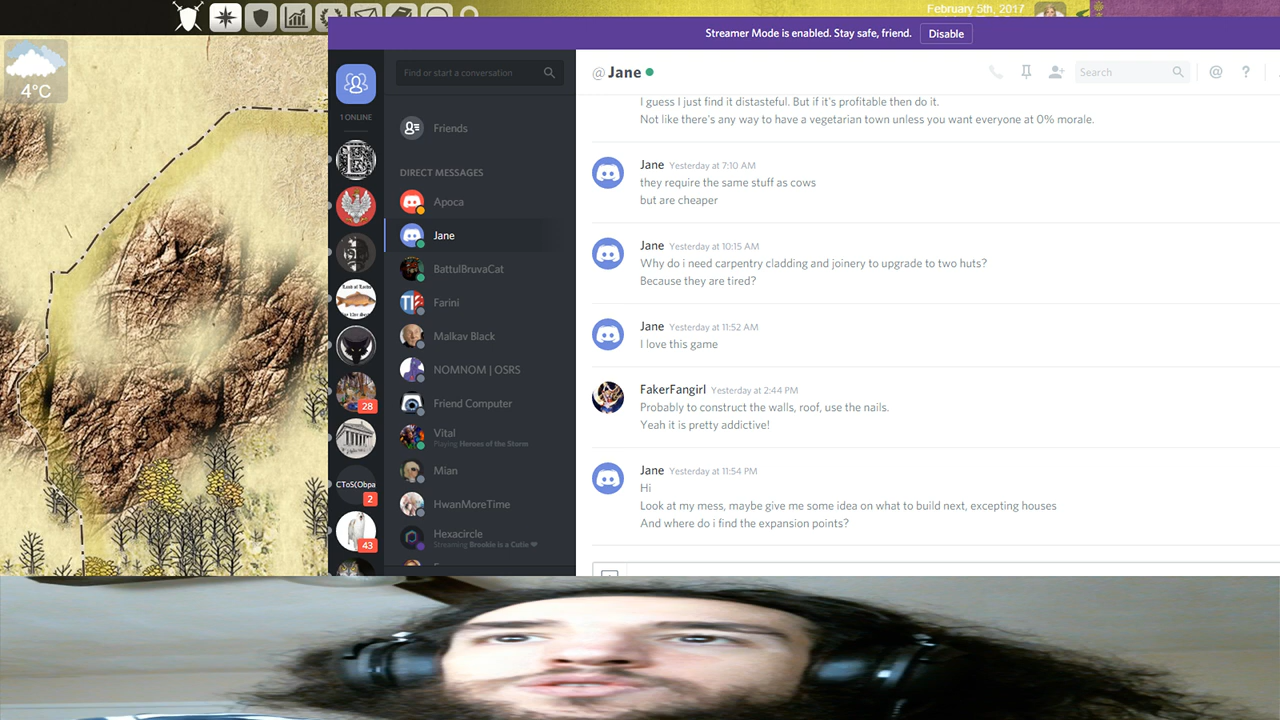 February 5th, 2017
Streamer Mode is enabled. Stay safe, friend.
Disable
4°C
Find or start a conversation
@Jane
Search
@
?
1 ONLINE
Friends
DIRECT MESSAGES
Apoca
Jane
BattulBruvaCat
Farini
Malkav Black
NOMNOM | OSRS
28
Friend Computer
Vital
Playing Heroes of the Storm
Mian
CToS(Obpa
2
HwanMoreTime
Hexacircle
43
Streaming Brookie is a Cutie ❤
I guess I just find it distasteful. But if it's profitable then do it.
Not like there's any way to have a vegetarian town unless you want everyone at 0% morale.
Jane Yesterday at 7:10 AM
they require the same stuff as cows
but are cheaper
Jane Yesterday at 10:15 AM
Why do i need carpentry cladding and joinery to upgrade to two huts?
Because they are tired?
Jane Yesterday at 11:52 AM
I love this game
FakerFangirl Yesterday at 2:44 PM
Probably to construct the walls, roof, use the nails.
Yeah it is pretty addictive!
Jane Yesterday at 11:54 PM
Hi
Look at my mess, maybe give me some idea on what to build next, excepting houses
And where do i find the expansion points?